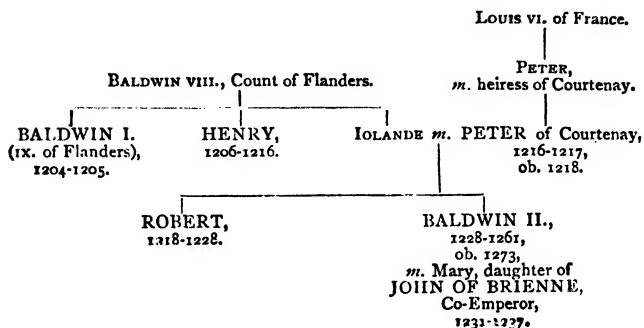 LOUIS VI. of France.
PETER,
m. heiress of Courtenay.
BALDWIN VIII., Count of Flanders.
BALDWIN I.
(IX. of Flanders),
1204-1205.
HENRY,
1206-1216.
IOLANDE m. PETER of Courtenay,
1216-1217,
ob. 1218.
ROBERT,
1218-1228.
BALDWIN II.,
1228-1261,
ob. 1273,
m. Mary, daughter of
JOHN OF BRIENNE,
Co-Emperor,
1231-1237.